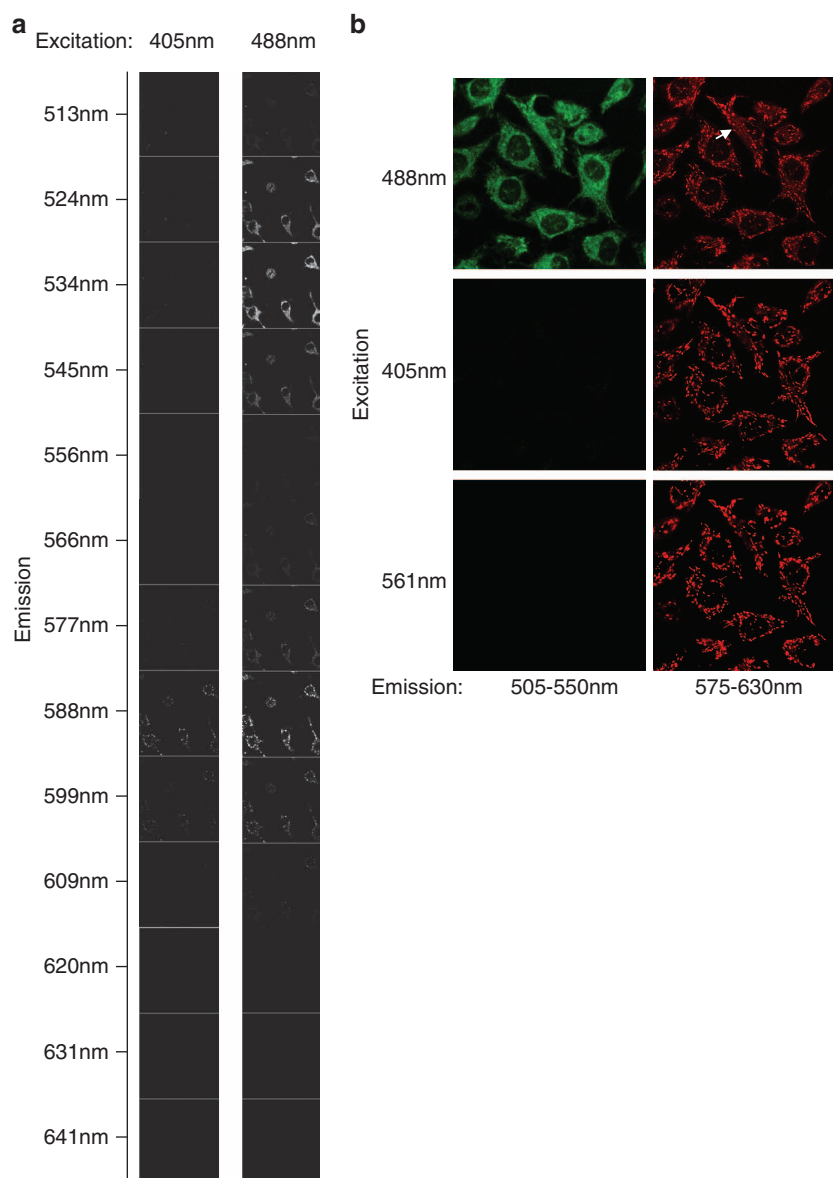 a
Excitation: 405nm 488nm
513nm
524nm
534nm
545nm
556nm
566nm
577nm
588nm
599nm
609nm
620nm
631nm
641nm
Emission
b
488nm
405nm
561nm
Excitation
Emission: 505-550nm 575-630nm